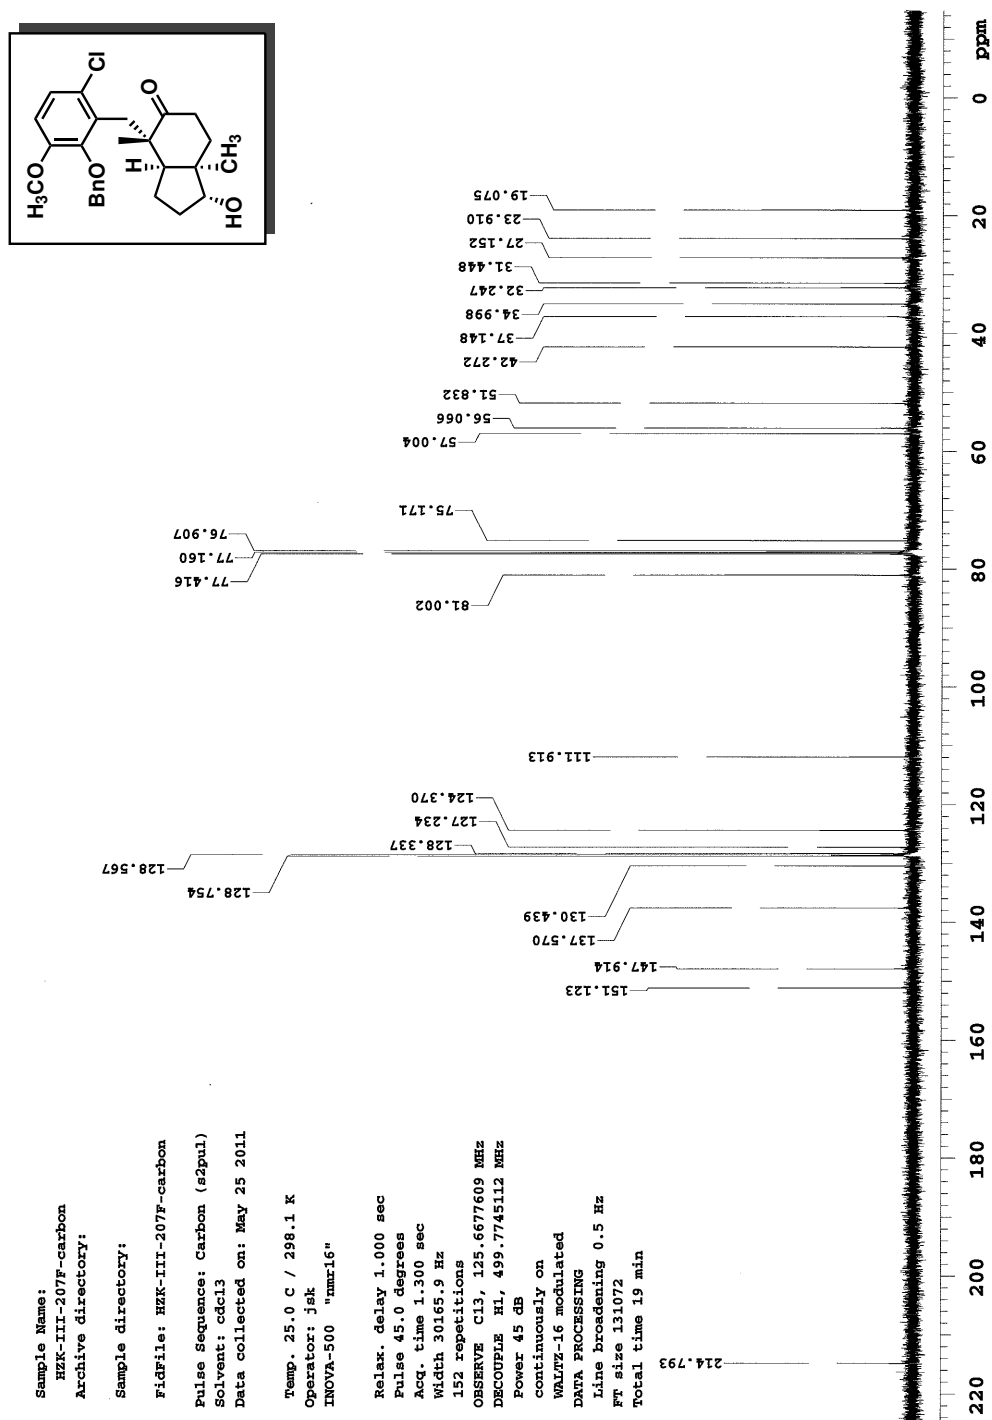 Sample Name:
HZK-III-207F-carbon
Archive directory:
Sample directory:
FidFile: HZK-III-207F-carbon
Pulse Sequence: Carbon (s2pul)
Solvent: cdcl3
Data collected on: May 25 2011
Temp. 25.0 C / 298.1 K
Operator: jsk
INOVA-500 "nmr16"
Relax. delay 1.000 sec
Pulse 45.0 degrees
Acq. time 1.300 sec
Width 30165.9 Hz
152 repetitions
OBSERVE C13, 125.6677609 MHz
DECOUPLE H1, 499.7745112 MHz
Power 45 dB
continuously on
WALTZ-16 modulated
DATA PROCESSING
Line broadening 0.5 Hz
FT size 131072
Total time 19 min
H3CO
BnO
Cl
O
H
CH3
HO
214.793
151.123
147.914
137.570
130.439
128.754
128.567
128.337
127.234
124.370
111.913
81.002
77.416
77.160
76.907
75.171
57.004
56.066
51.832
42.272
37.148
34.998
32.247
31.448
27.152
23.910
19.075
220 200 180 160 140 120 100 80 60 40 20 0 ppm